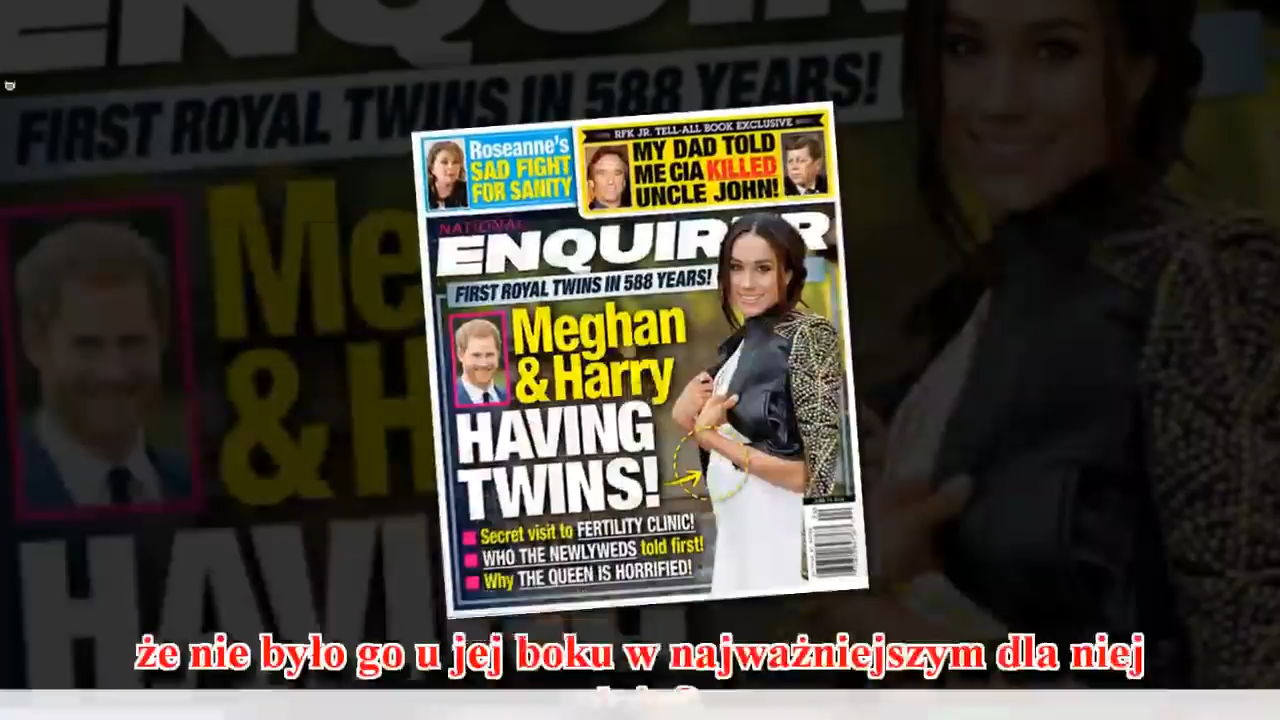 ENQUIRER
FIRST ROYAL TWINS IN 588 YEARS!
Roseanne's
SAD FIGHT
FOR SANITY
RFK JR. TELL-ALL BOOK EXCLUSIVE
MY DAD TOLD
ME CIA KILLED
UNCLE JOHN!
NATIONAL
ENQUIRER
FIRST ROYAL TWINS IN 588 YEARS!
Meghan
& Harry
HAVING
TWINS!
Secret visit to FERTILITY CLINIC!
WHO THE NEWLYWEDS told first!
Why THE QUEEN IS HORRIFIED!
Me
& H
HAVI
że nie było go u jej boku w najważniejszym dla niej